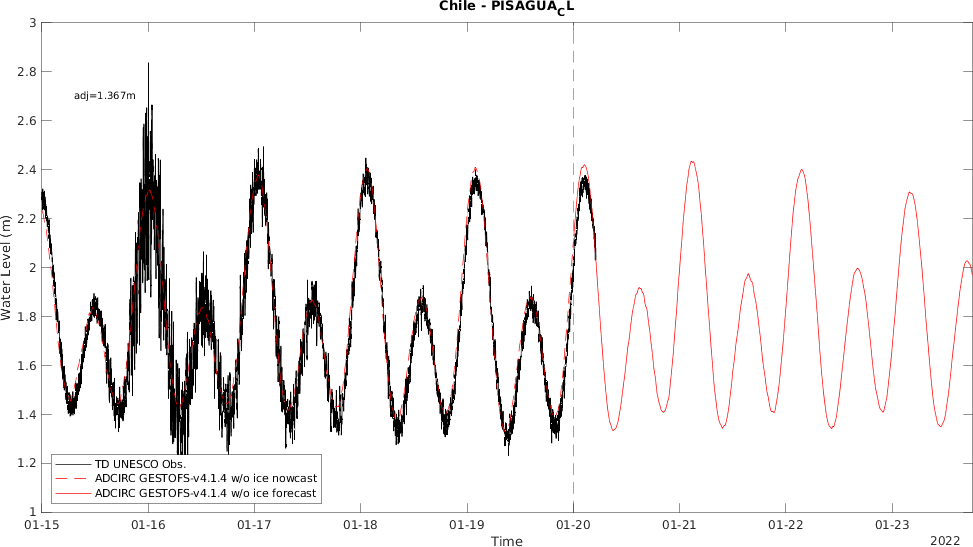 Chile - PISAGUA_CL
adj=1.367m
3
2.8
2.6
2.4
2.2
2
1.8
1.6
1.4
1.2
1
Water Level (m)
TD UNESCO Obs.
ADCIRC GESTOFS-v4.1.4 w/o ice nowcast
ADCIRC GESTOFS-v4.1.4 w/o ice forecast
01-15 01-16 01-17 01-18 01-19 01-20 01-21 01-22 01-23
Time
2022